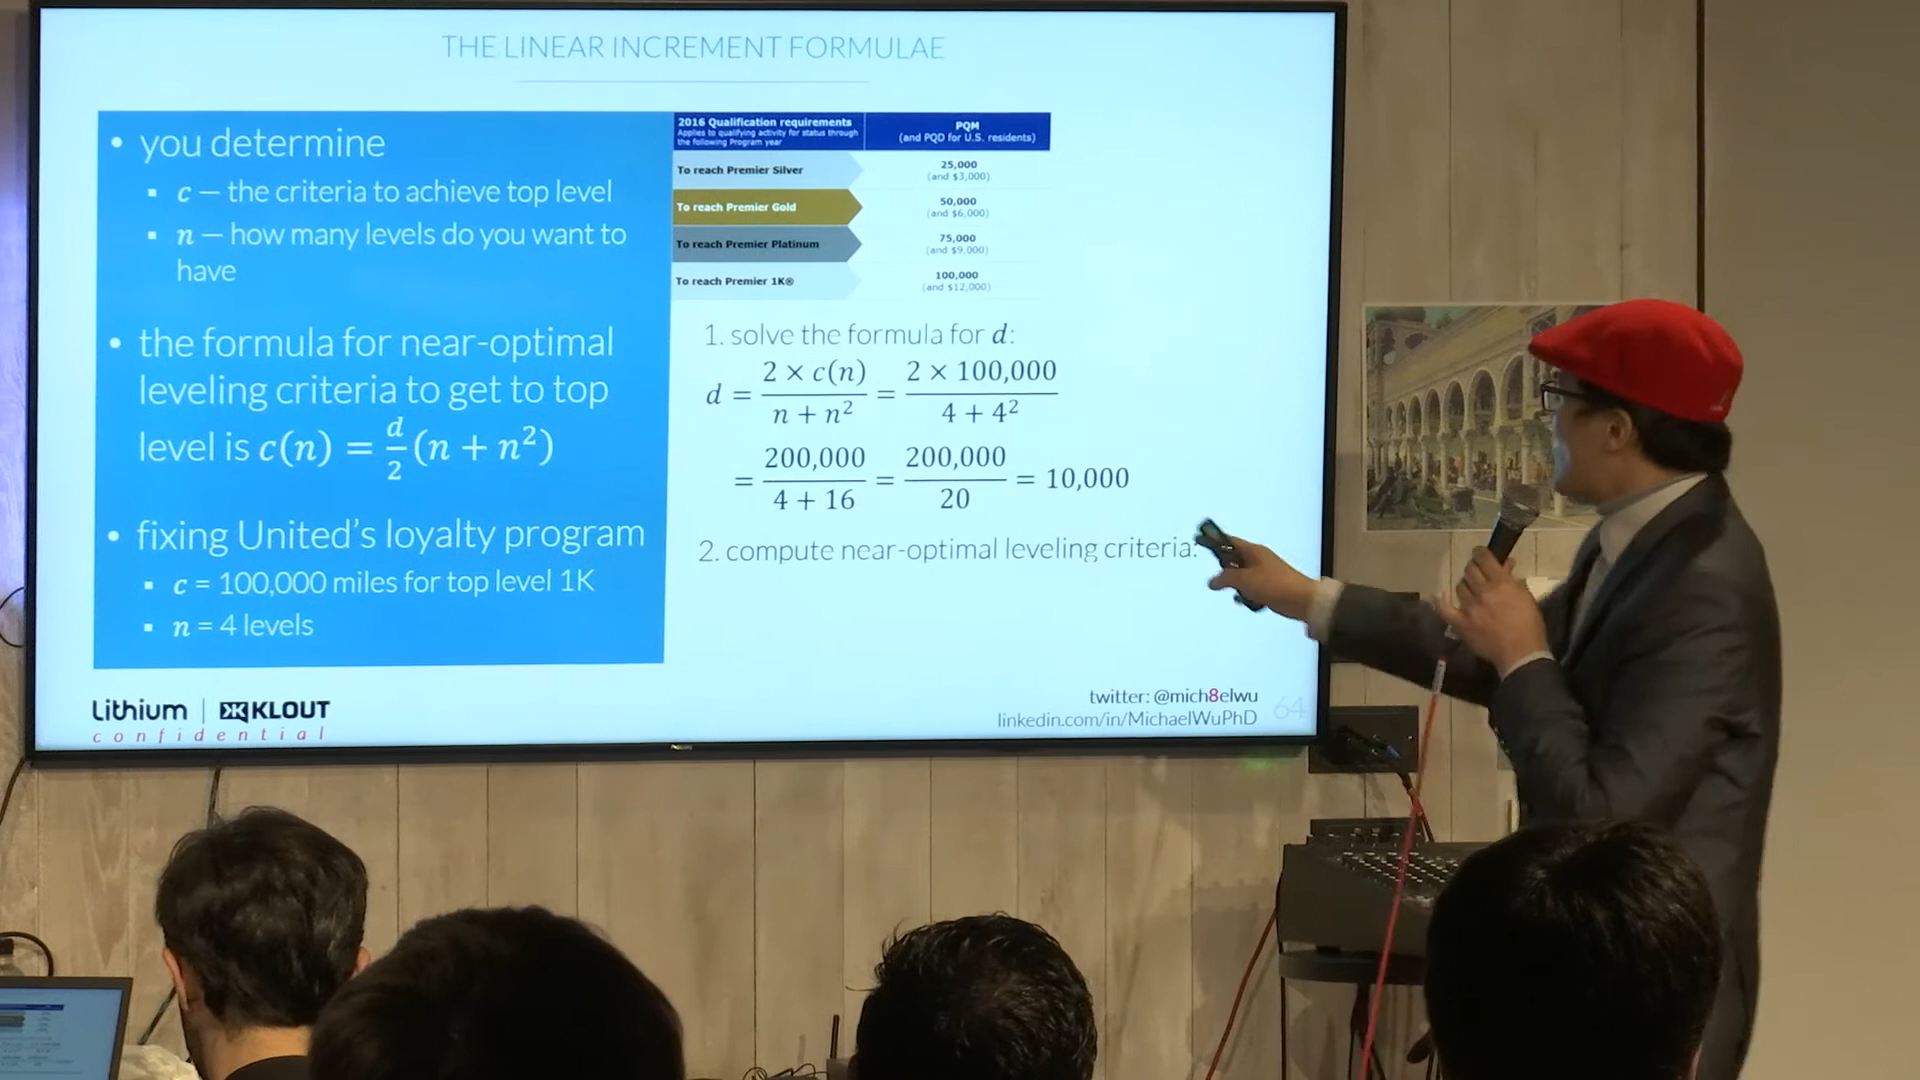 THE LINEAR INCREMENT FORMULAE
• you determine
▪ c – the criteria to achieve top level
▪ n – how many levels do you want to
have
• the formula for near-optimal
leveling criteria to get to top
level is c(n) = d/2 (n + n²)
• fixing United's loyalty program
▪ c = 100,000 miles for top level 1K
▪ n = 4 levels
2016 Qualification requirements
Applies to qualifying activity for status through
the following Program year
PQM
(and PQD for U.S. residents)
To reach Premier Silver
25,000
(and $3,000)
To reach Premier Gold
50,000
(and $6,000)
To reach Premier Platinum
75,000
(and $9,000)
To reach Premier 1K®
100,000
(and $12,000)
1. solve the formula for d:
d = 2 × c(n) / n + n² = 2 × 100,000 / 4 + 4²
= 200,000 / 4 + 16 = 200,000 / 20 = 10,000
2. compute near-optimal leveling criteria:
Lithium | KLOUT
confidential
twitter: @mich8elwu
linkedin.com/in/MichaelWuPhD
64